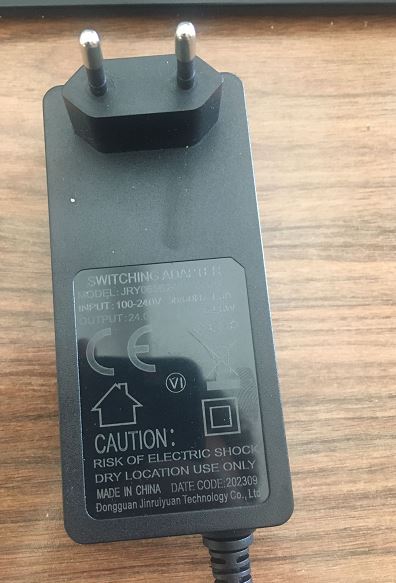 SWITCHING ADAPTER
MODEL:
INPUT: 100-240V
OUTPUT: 24.0
CE
VI
CAUTION:
RISK OF ELECTRIC SHOCK
DRY LOCATION USE ONLY
MADE IN CHINA DATE CODE:202309
Dongguan Jinruiyuan Technology Co., Ltd